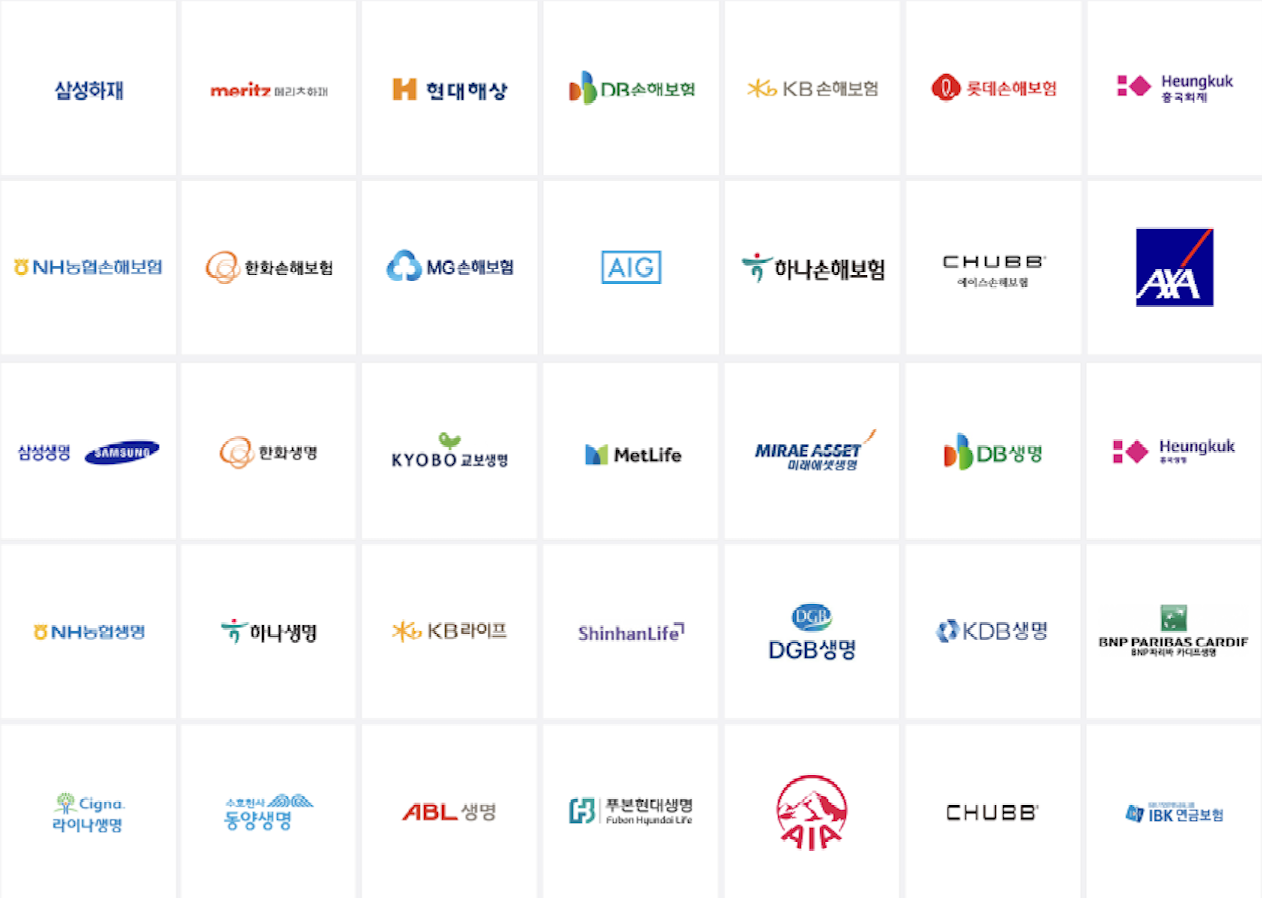 삼성화재
meritz 메리츠화재
현대해상
DB손해보험
KB손해보험
롯데손해보험
Heungkuk
흥국화재
NH농협손해보험
한화손해보험
MG손해보험
AIG
하나손해보험
CHUBB®
에이스손해보험
AXA
삼성생명 SAMSUNG
한화생명
KYOBO 교보생명
MetLife
MIRAE ASSET
미래에셋생명
DB생명
Heungkuk
흥국생명
NH농협생명
하나생명
KB라이프
ShinhanLife
DGB
DGB생명
KDB생명
BNP PARIBAS CARDIF
BNP파리바 카디프생명
Cigna.
라이나생명
수호천사
동양생명
ABL생명
푸본현대생명
Fubon Hyundai Life
AIA
CHUBB®
IBK 연금보험